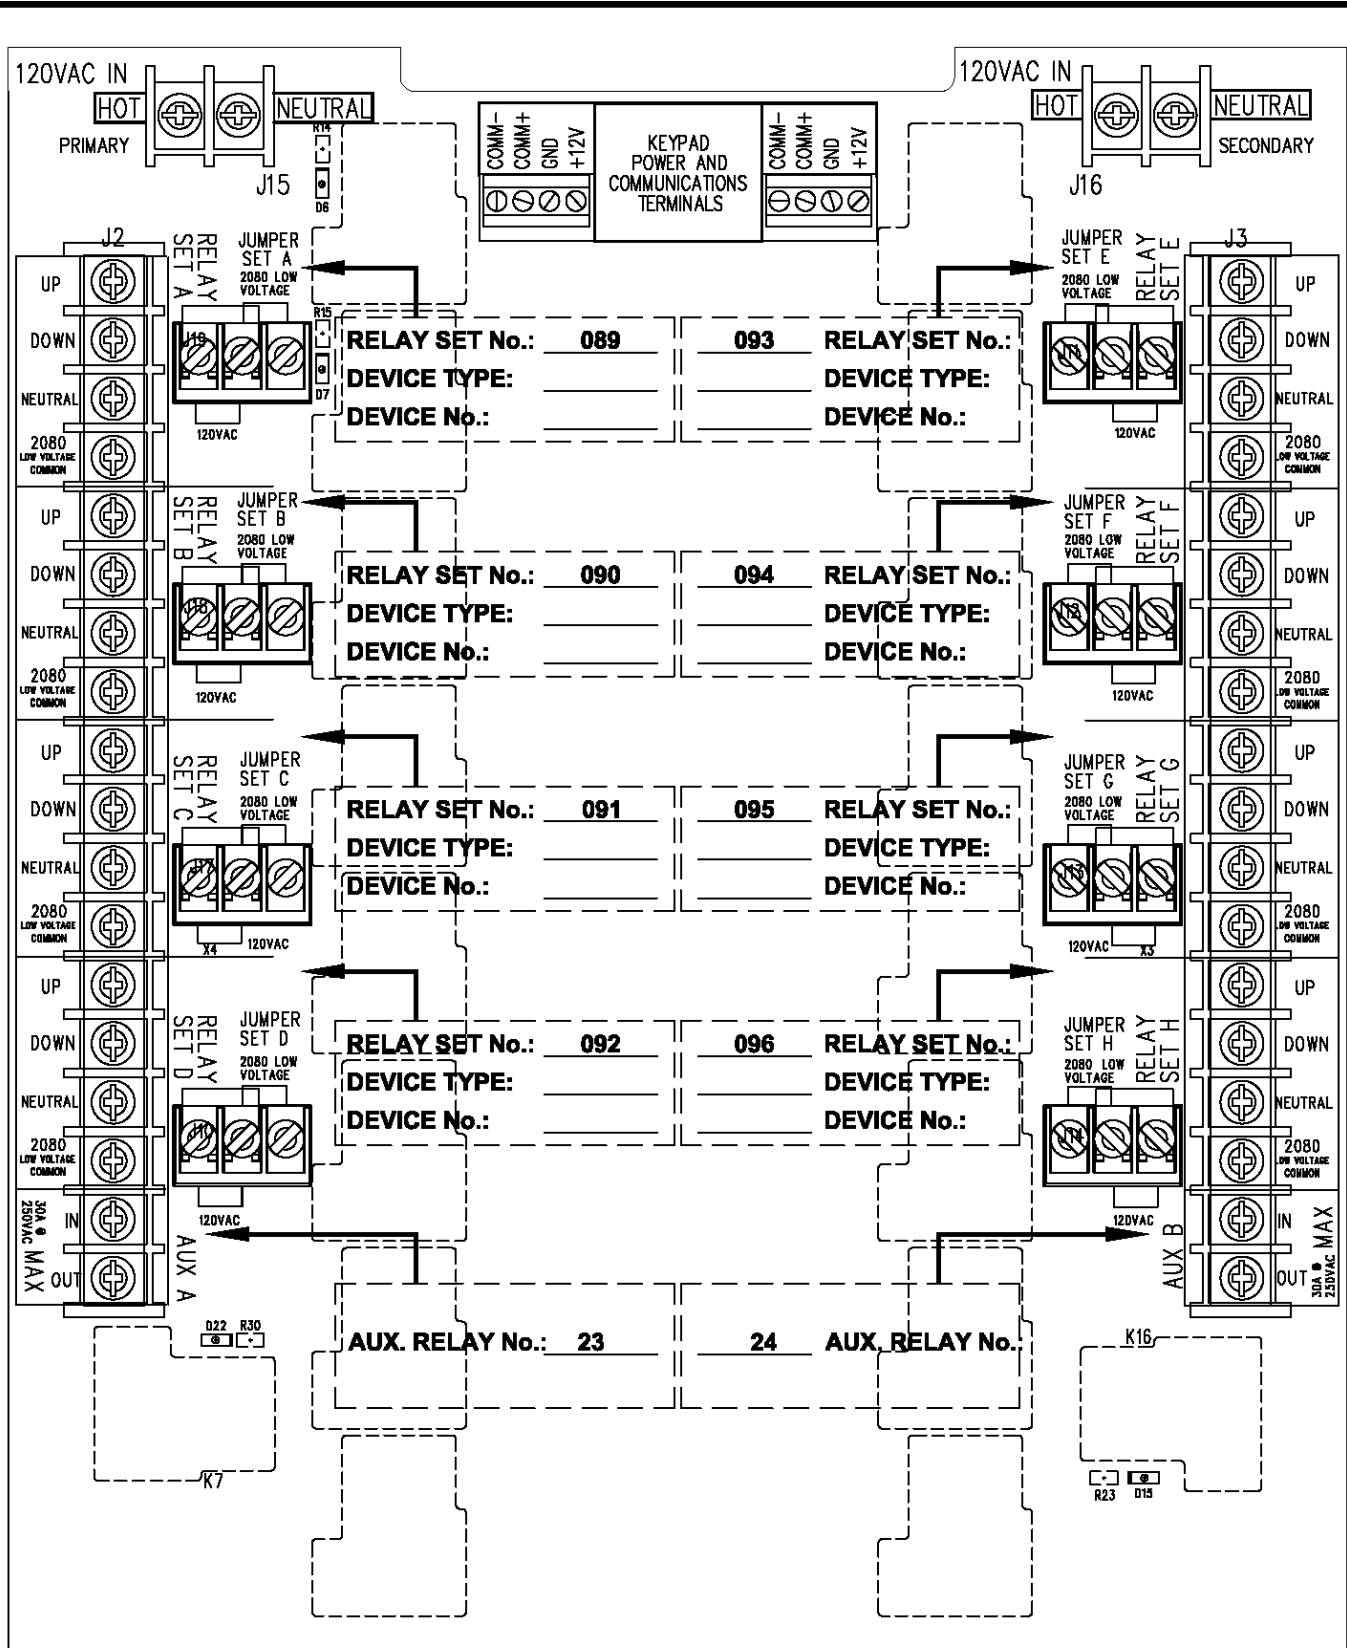 120VAC IN
HOT
NEUTRAL
PRIMARY
J15
R14
D6
COMM-
COMM+
GND
+12V
KEYPAD
POWER AND
COMMUNICATIONS
TERMINALS
COMM-
COMM+
GND
+12V
120VAC IN
HOT
NEUTRAL
SECONDARY
J16
J2
UP
DOWN
NEUTRAL
2080
LOW VOLTAGE
COMMON
RELAY
SET A
JUMPER
SET A
2080 LOW
VOLTAGE
J19
120VAC
R15
D7
RELAY SET No.: 089
DEVICE TYPE:
DEVICE No.:
093 RELAY SET No.:
DEVICE TYPE:
DEVICE No.:
JUMPER
SET E
2080 LOW
VOLTAGE
RELAY
SET E
J11
120VAC
J3
UP
DOWN
NEUTRAL
2080
LOW VOLTAGE
COMMON
UP
DOWN
NEUTRAL
2080
LOW VOLTAGE
COMMON
RELAY
SET B
JUMPER
SET B
2080 LOW
VOLTAGE
J18
120VAC
RELAY SET No.: 090
DEVICE TYPE:
DEVICE No.:
094 RELAY SET No.:
DEVICE TYPE:
DEVICE No.:
JUMPER
SET F
2080 LOW
VOLTAGE
RELAY
SET F
J12
120VAC
UP
DOWN
NEUTRAL
2080
LOW VOLTAGE
COMMON
UP
DOWN
NEUTRAL
2080
LOW VOLTAGE
COMMON
RELAY
SET C
JUMPER
SET C
2080 LOW
VOLTAGE
J17
X4
120VAC
RELAY SET No.: 091
DEVICE TYPE:
DEVICE No.:
095 RELAY SET No.:
DEVICE TYPE:
DEVICE No.:
JUMPER
SET G
2080 LOW
VOLTAGE
RELAY
SET G
J13
120VAC
X3
UP
DOWN
NEUTRAL
2080
LOW VOLTAGE
COMMON
UP
DOWN
NEUTRAL
2080
LOW VOLTAGE
COMMON
RELAY
SET D
JUMPER
SET D
2080 LOW
VOLTAGE
J10
120VAC
RELAY SET No.: 092
DEVICE TYPE:
DEVICE No.:
096 RELAY SET No.:
DEVICE TYPE:
DEVICE No.:
JUMPER
SET H
2080 LOW
VOLTAGE
RELAY
SET H
J14
120VAC
UP
DOWN
NEUTRAL
2080
LOW VOLTAGE
COMMON
IN
OUT
30A @
250VAC MAX
AUX A
AUX. RELAY No.: 23
24 AUX. RELAY No.:
AUX B
IN
OUT
30A @
250VAC MAX
D22
R30
K7
K16
R23
D15